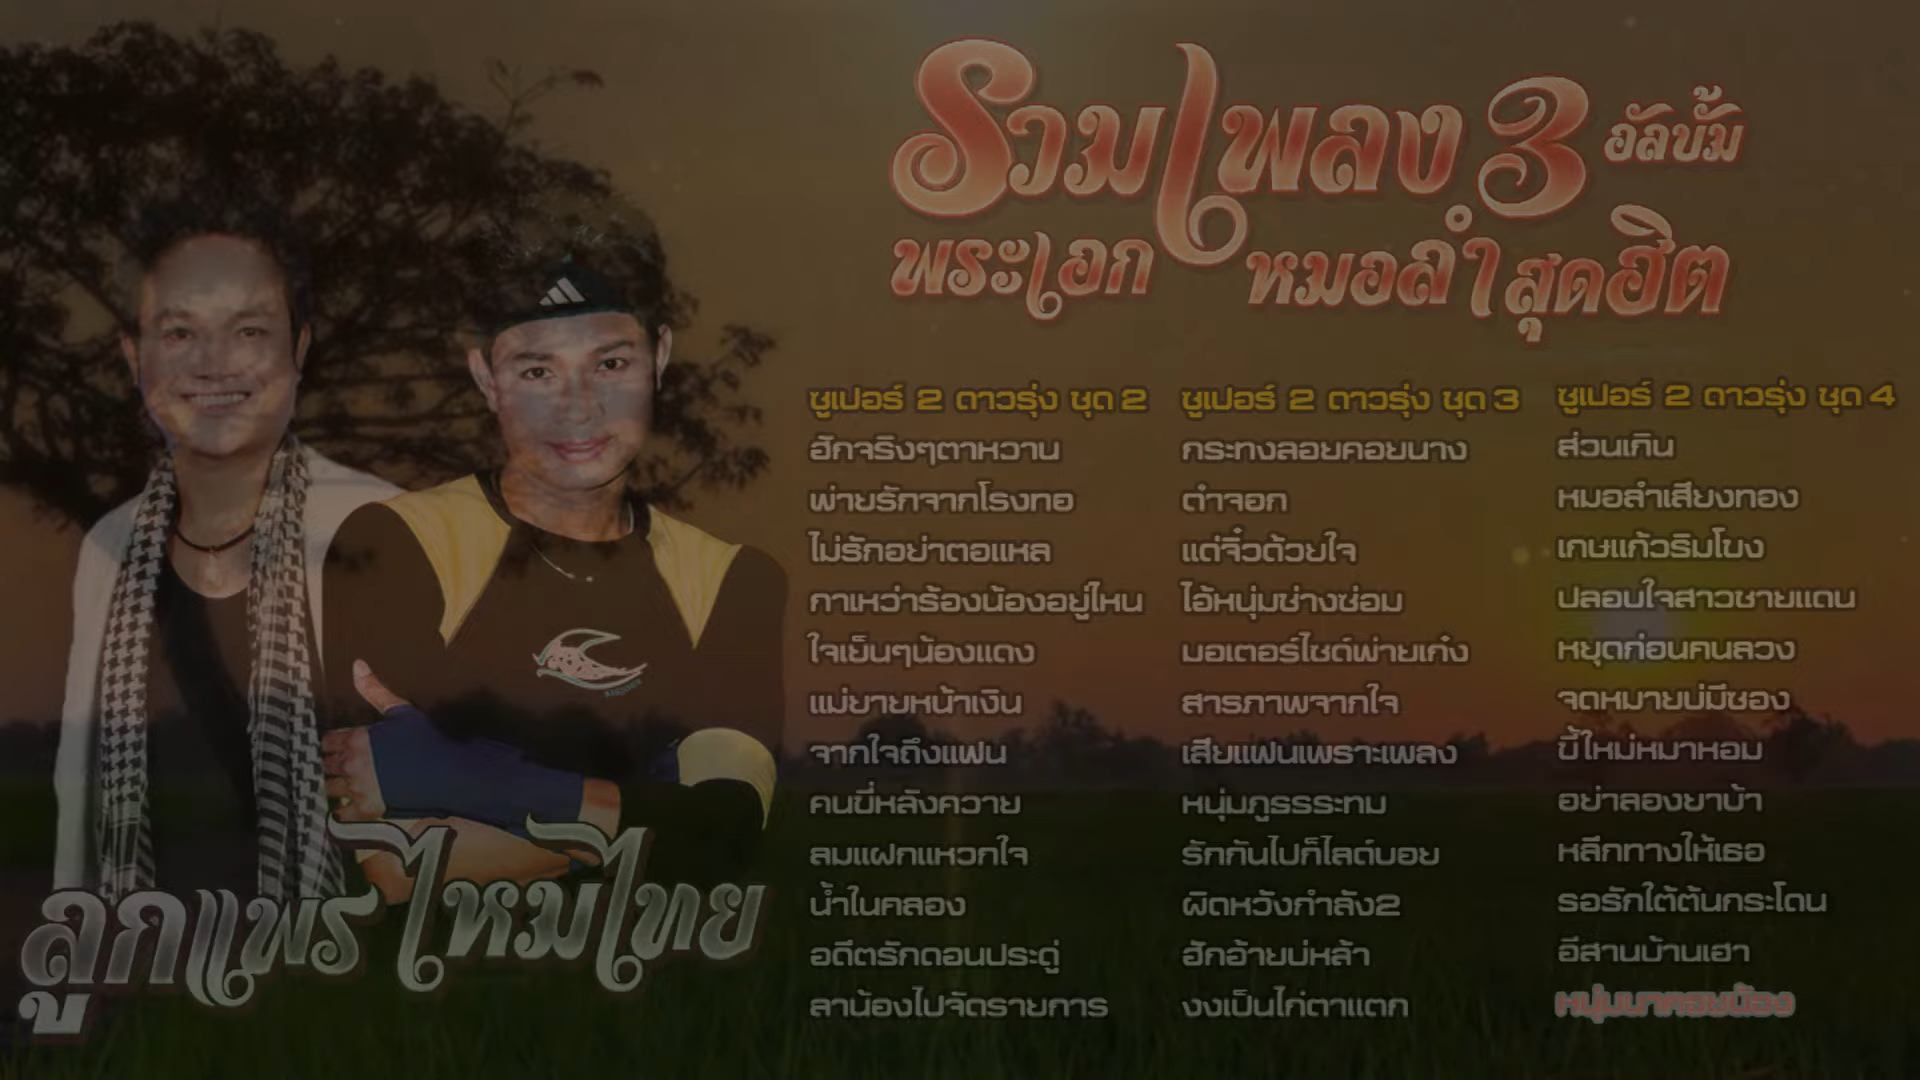 รวมเพลง 3 อัลบั้ม
พระเอก หมอลำ สุดฮิต
ซูเปอร์ 2 ดาวรุ่ง ชุด 2
ฮักจริงๆตาหวาน
พ่ายรักจากโรงทอ
ไม่รักอย่าตอแหล
กาเหว่าร้องน้องอยู่ไหน
ใจเย็นๆน้องแดง
แม่ยายหน้าเงิน
จากใจถึงแฟน
คนขี่หลังควาย
ลมแฝกแหวกใจ
น้ำในคลอง
อดีตรักดอนประดู่
ลาน้องไปจัดรายการ
ซูเปอร์ 2 ดาวรุ่ง ชุด 3
กระทงลอยคอยนาง
ตำจอก
แด่จิ๋วด้วยใจ
ไอ้หนุ่มช่างซ่อม
มอเตอร์ไซด์พ่ายเก๋ง
สารภาพจากใจ
เสียแฟนเพราะเพลง
หนุ่มภูธรระทม
รักกันไปก็ไลด์บอย
ผิดหวังกำลัง2
ฮักอ้ายบ่หล้า
งงเป็นไก่ตาแตก
ซูเปอร์ 2 ดาวรุ่ง ชุด 4
ส่วนเกิน
หมอลำเสียงทอง
เกษแก้วริมโขง
ปลอบใจสาวชายแดน
หยุดก่อนคนลวง
จดหมายบ่มีซอง
ขี้ใหม่หมาหอม
อย่าลองยาบ้า
หลีกทางให้เธอ
รอรักใต้ต้นกระโดน
อีสานบ้านเฮา
หนุ่มนาคอยน้อง
ลูกแพร ไหมไทย